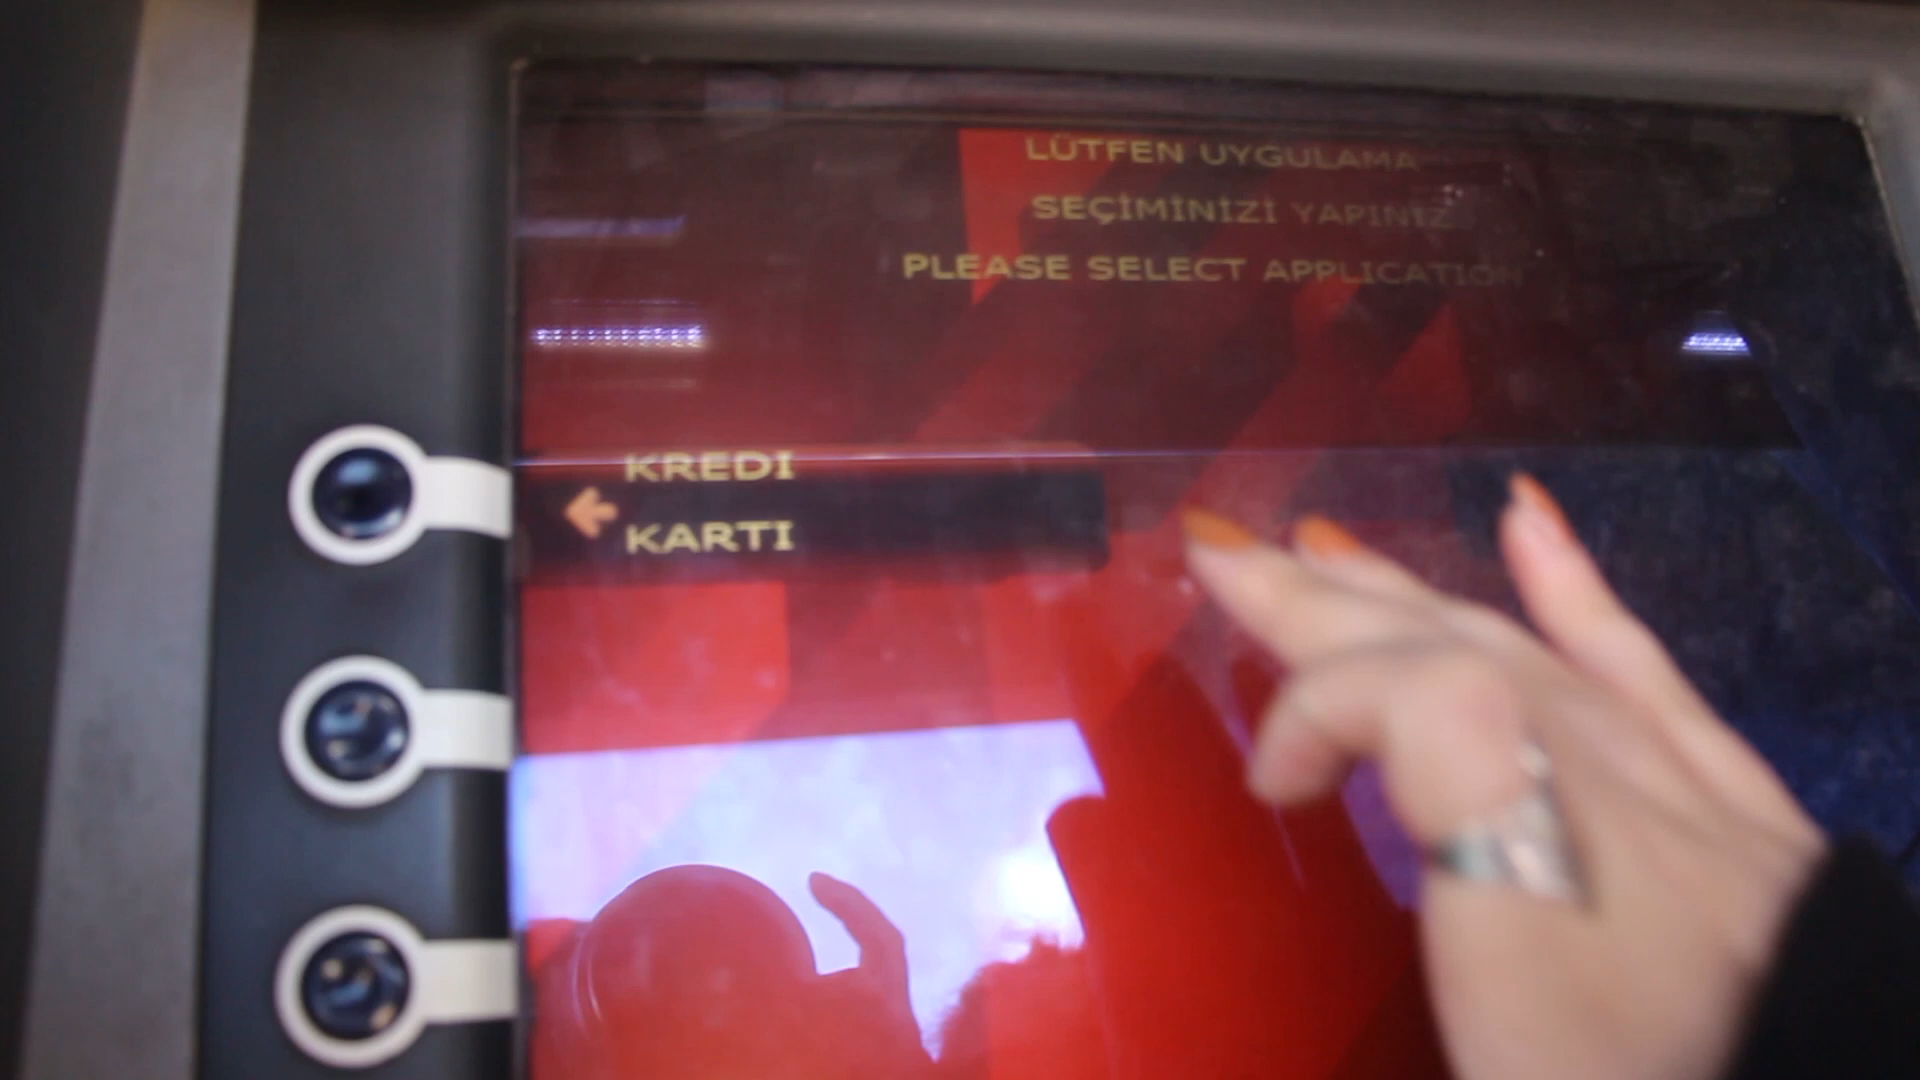 LÜTFEN UYGULAMA
SEÇİMİNİZİ YAPINIZ
PLEASE SELECT APPLICATION
KREDI
KARTI